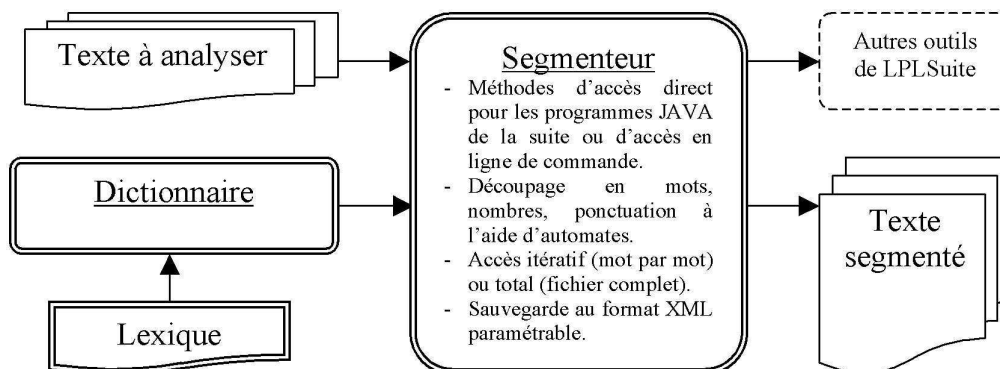 Texte à analyser
Dictionnaire
Lexique
Segmenteur
- Méthodes d'accès direct
pour les programmes JAVA
de la suite ou d'accès en
ligne de commande.
- Découpage en mots,
nombres, ponctuation à
l'aide d'automates.
- Accès itératif (mot par mot)
ou total (fichier complet).
- Sauvegarde au format XML
paramétrable.
Autres outils
de LPLSuite
Texte
segmenté